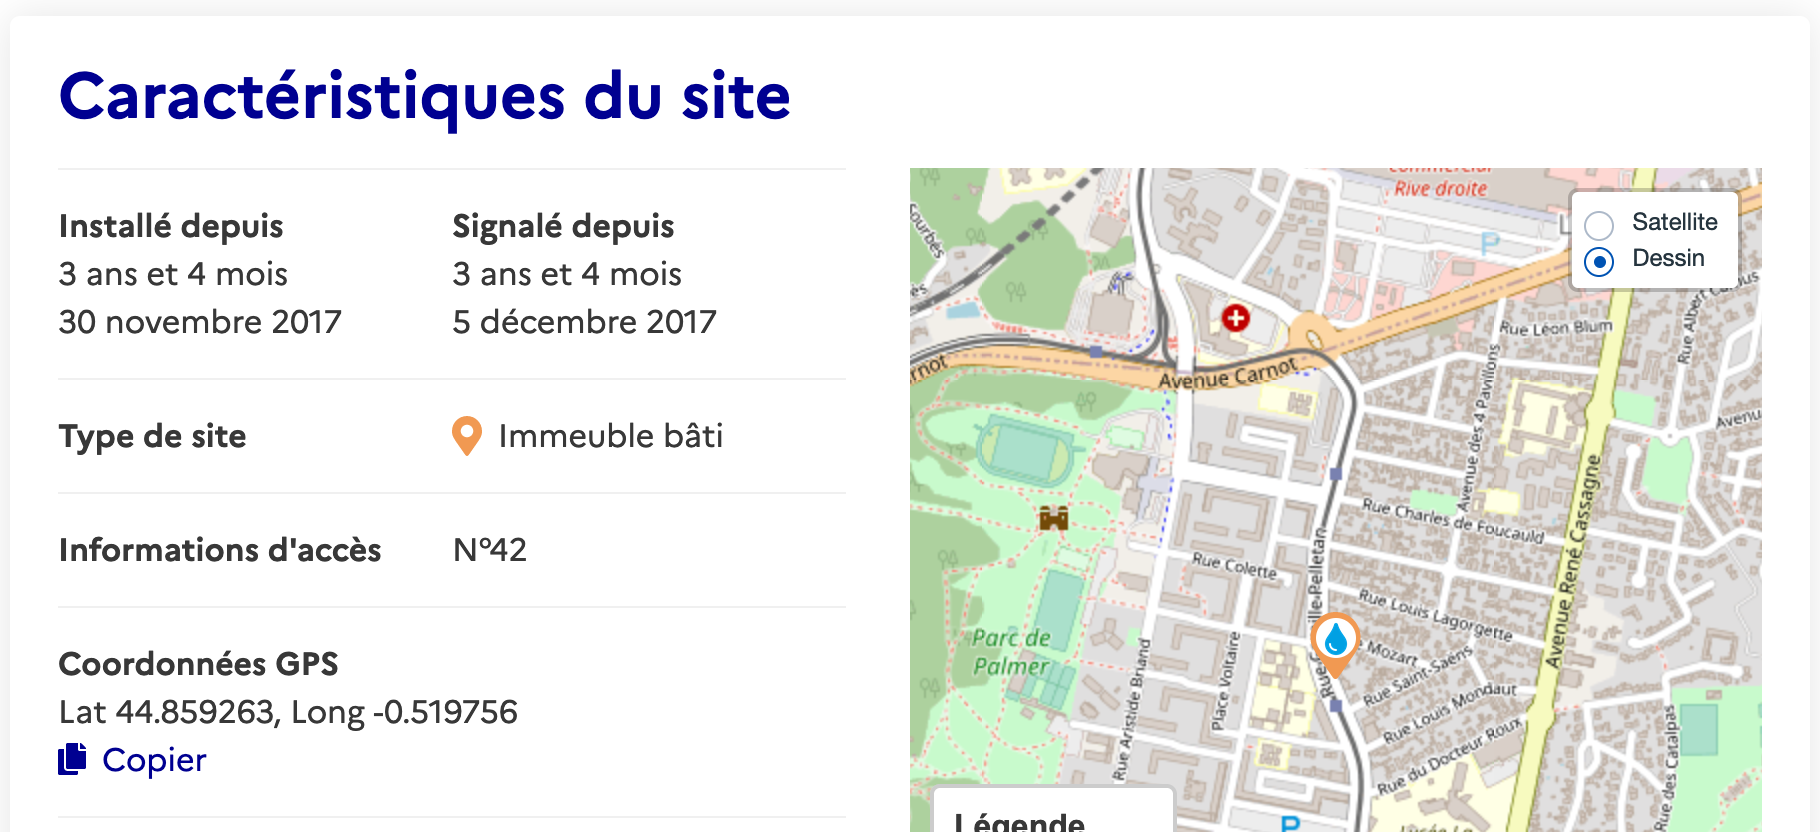 Caractéristiques du site
Installé depuis
3 ans et 4 mois
30 novembre 2017
Signalé depuis
3 ans et 4 mois
5 décembre 2017
Type de site
Immeuble bâti
Informations d'accès
N°42
Coordonnées GPS
Lat 44.859263, Long -0.519756
Copier
Rive droite
Satellite
Dessin
Rue Léon Blum
Avenue Carnot
Avenue des 4 Pavillons
Rue Charles de Foucauld
Avenue René Cassagne
Rue Colette
Rue Louis Lagorgette
Parc de
Palmer
Mozart
Rue Saint-Saens
Rue Louis Mondaut
Rue du Docteur Roux
Rue Aristide Briand
Place Voltaire
Rue des Catalpas
P
P
Légende